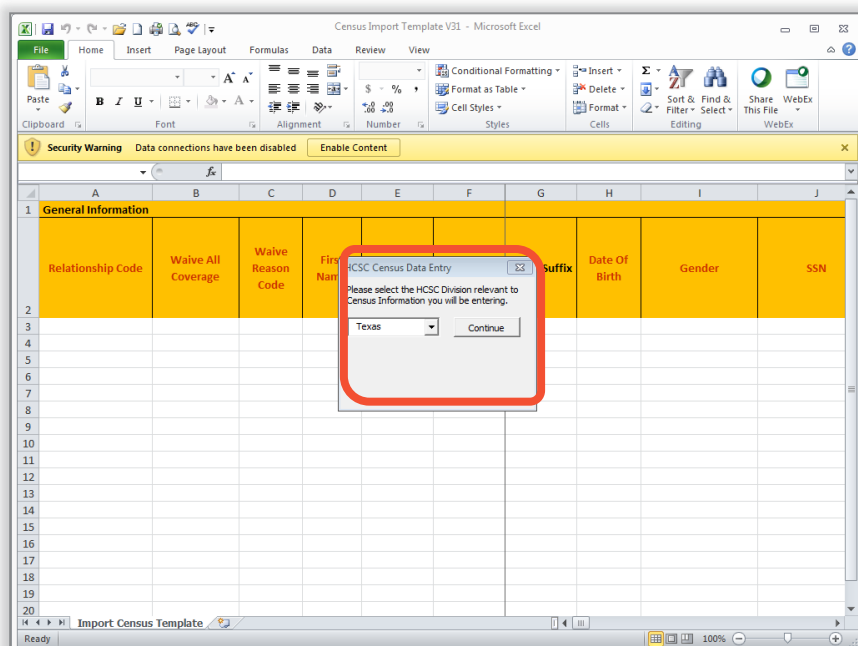 Census Import Template V31 - Microsoft Excel
File Home Insert Page Layout Formulas Data Review View
Paste
B I U
A A
A
$ % ,
.00 .0
Conditional Formatting
Format as Table
Cell Styles
Insert
Delete
Format
Σ
Sort & Filter
Find & Select
Share This File
WebEx
Clipboard Font Alignment Number Styles Cells Editing WebEx
Security Warning Data connections have been disabled Enable Content
fx
A B C D E F G H I J
1 General Information
2 Relationship Code
Waive All Coverage
Waive Reason Code
Suffix
Date Of Birth
Gender
SSN
HCSC Census Data Entry
Please select the HCSC Division relevant to
Census Information you will be entering.
Texas Continue
3
4
5
6
7
8
9
10
11
12
13
14
15
16
17
18
19
20
Import Census Template
Ready 100%